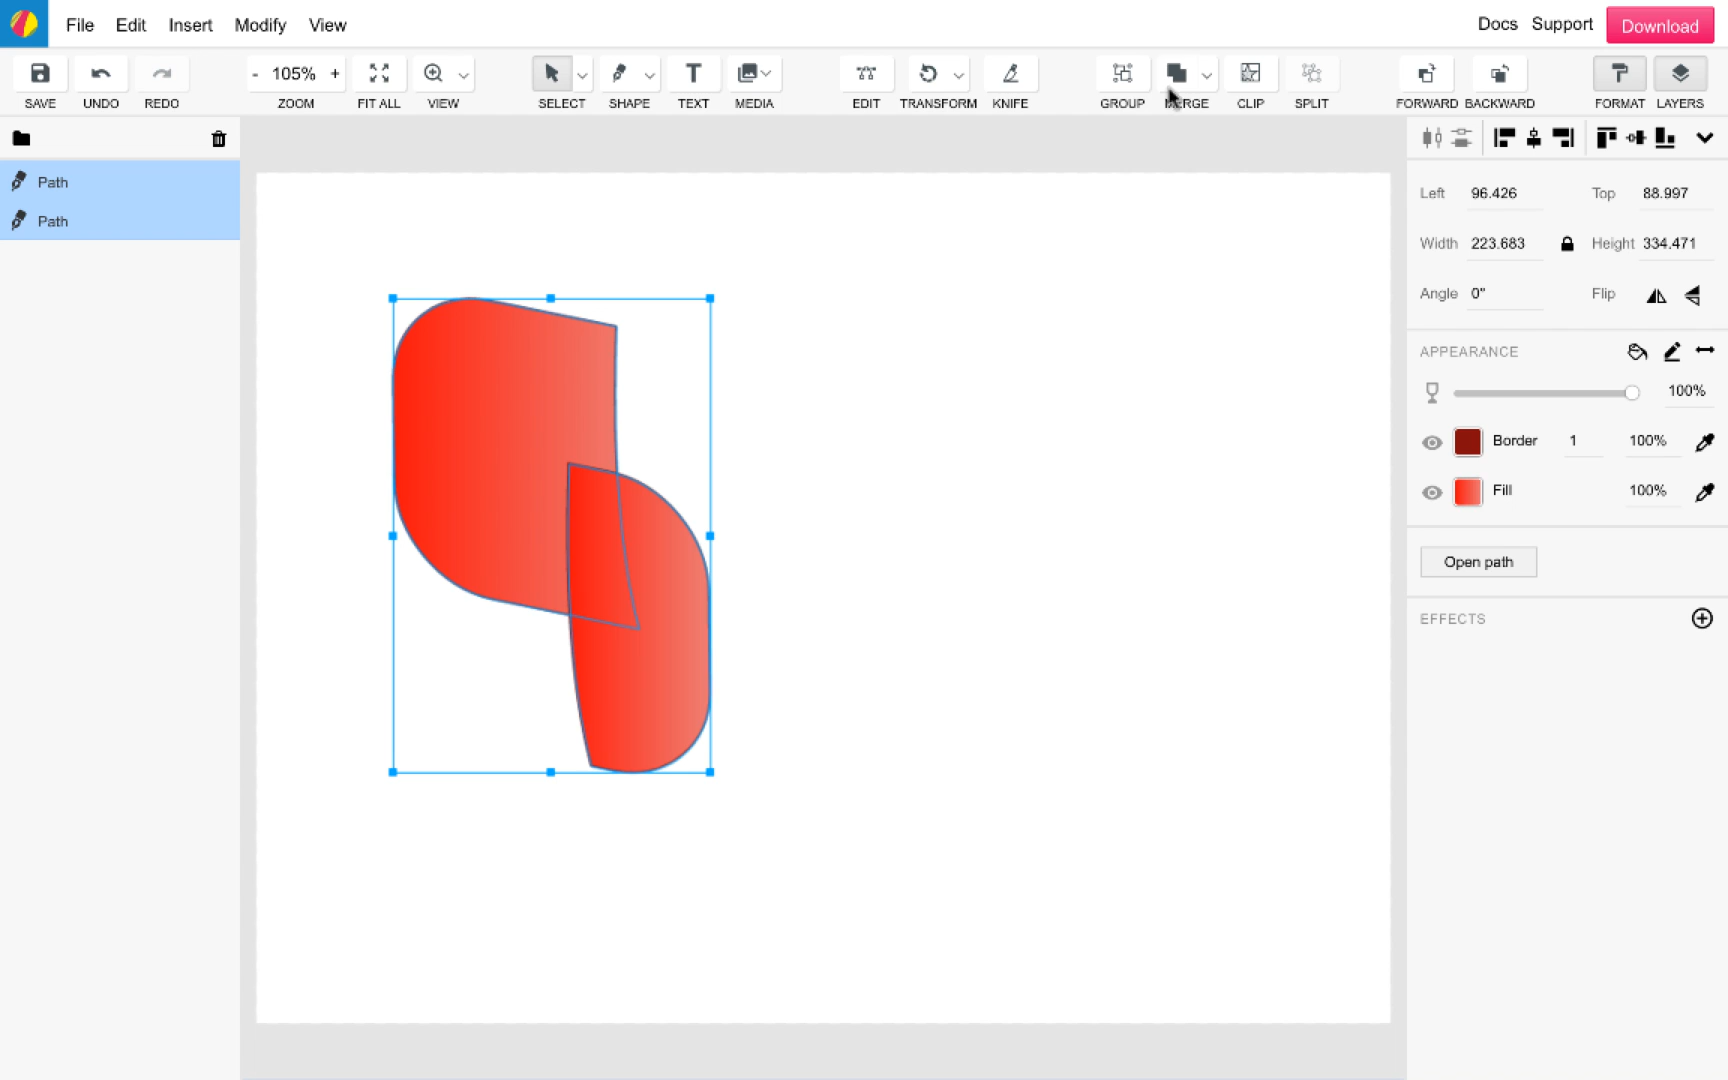 File Edit Insert Modify View Docs Support Download
- 105% +
SAVE UNDO REDO ZOOM FIT ALL VIEW SELECT SHAPE TEXT MEDIA EDIT TRANSFORM KNIFE GROUP MERGE CLIP SPLIT FORWARD BACKWARD FORMAT LAYERS
Path
Path
Left 96.426 Top 88.997
Width 223.683 Height 334.471
Angle 0° Flip
APPEARANCE
100%
Border 1 100%
Fill 100%
Open path
EFFECTS